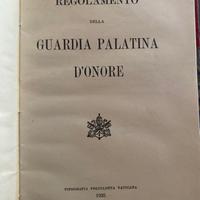 REGOLAMENTO
DELLA
GUARDIA PALATINA
D'ONORE
TIPOGRAFIA POLIGLOTTA VATICANA